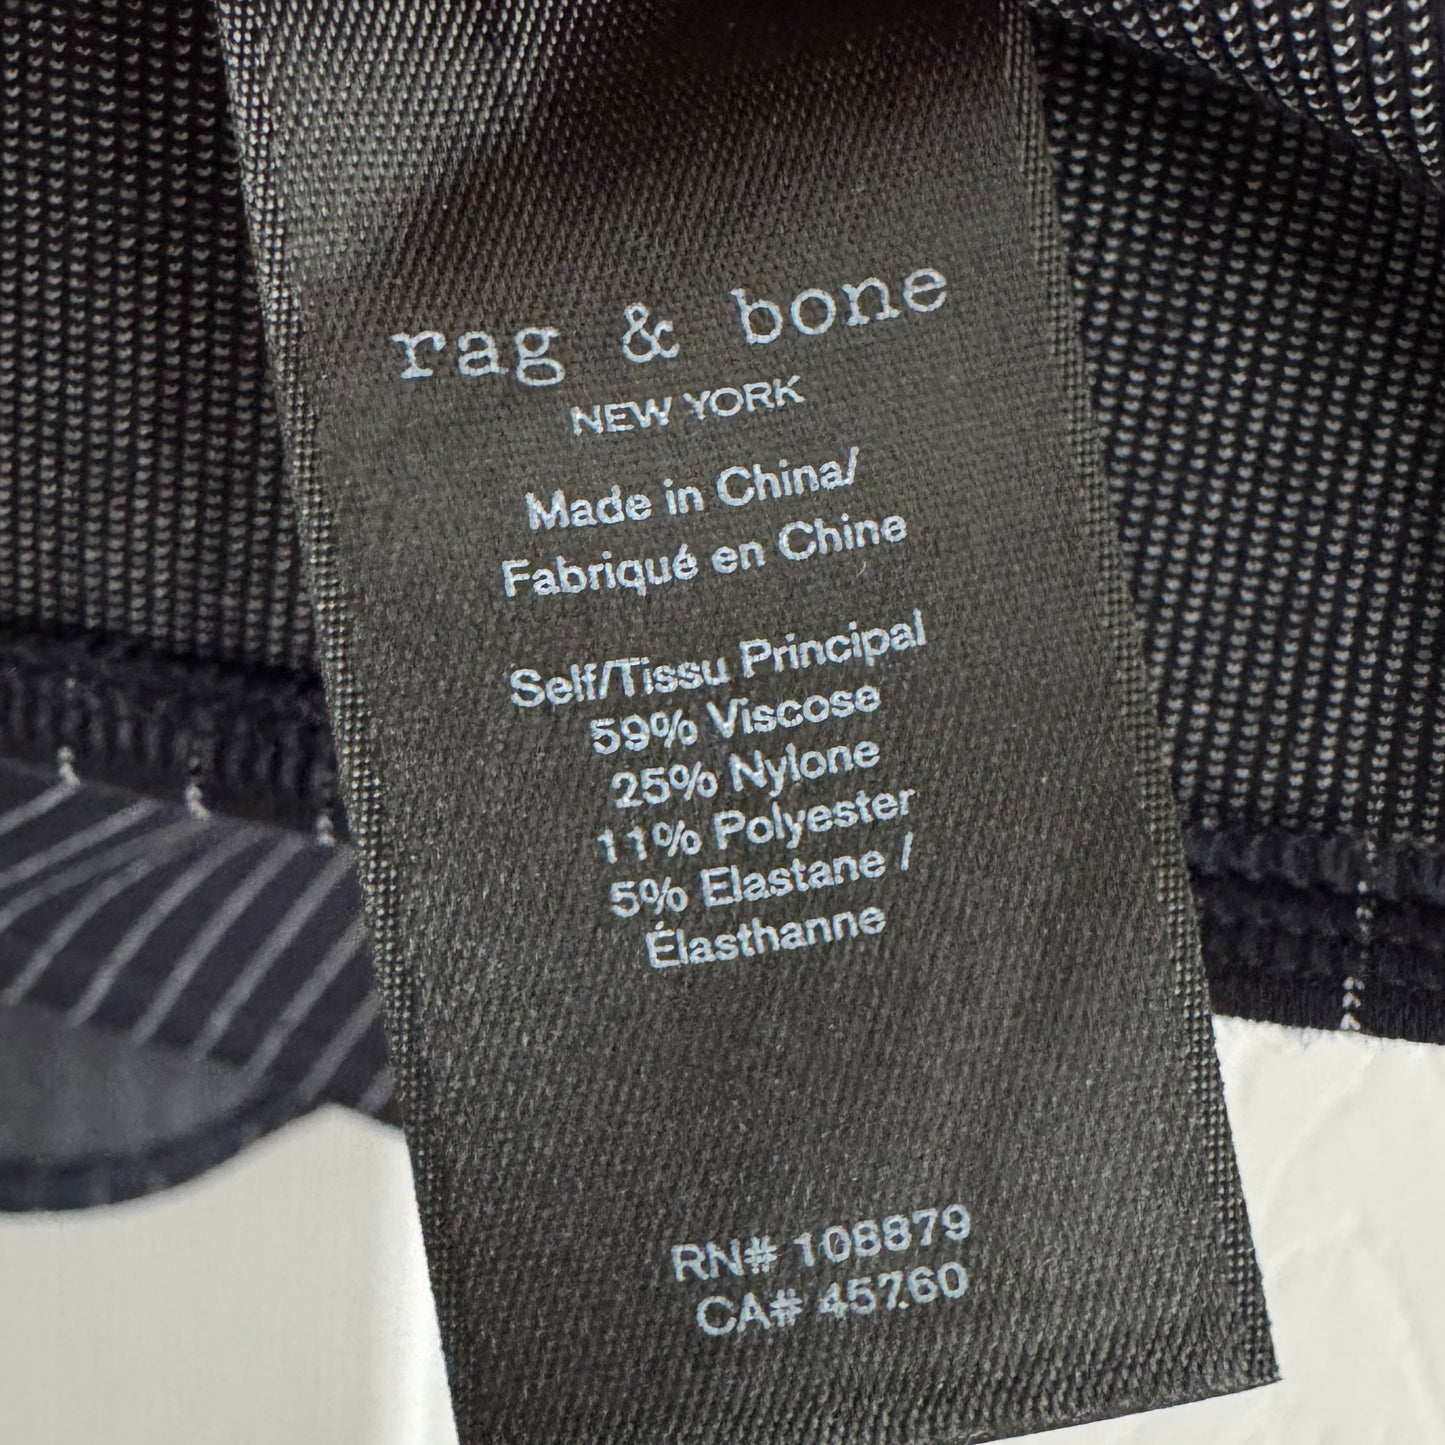 rag & bone
NEW YORK
Made in China/
Fabriqué en Chine
Self/Tissu Principal
59% Viscose
25% Nylone
11% Polyester
5% Elastane /
Élasthanne
RN# 108879
CA# 45760